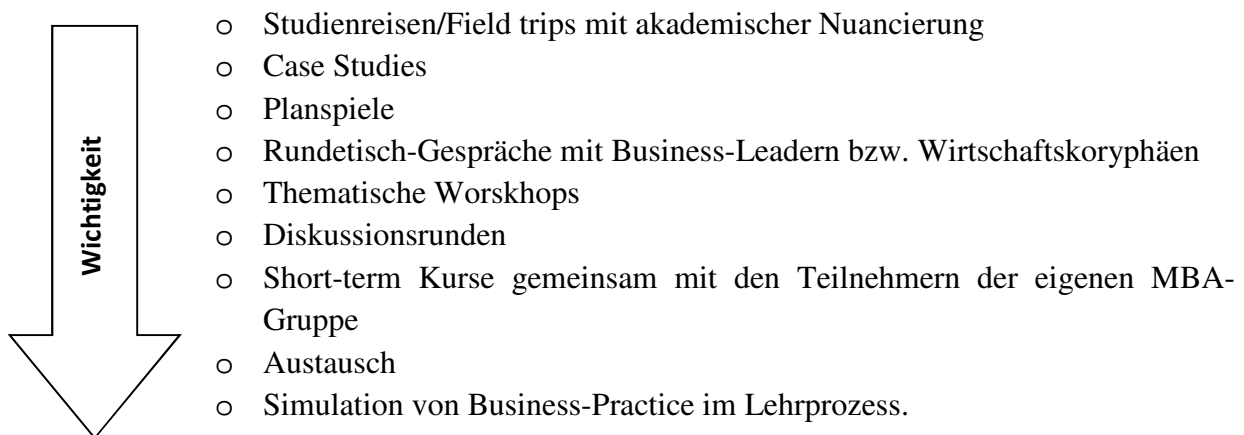 Wichtigkeit
o Studienreisen/Field trips mit akademischer Nuancierung
o Case Studies
o Planspiele
o Rundetisch-Gespräche mit Business-Leadern bzw. Wirtschaftskoryphäen
o Thematische Worskhops
o Diskussionsrunden
o Short-term Kurse gemeinsam mit den Teilnehmern der eigenen MBA-
Gruppe
o Austausch
o Simulation von Business-Practice im Lehrprozess.